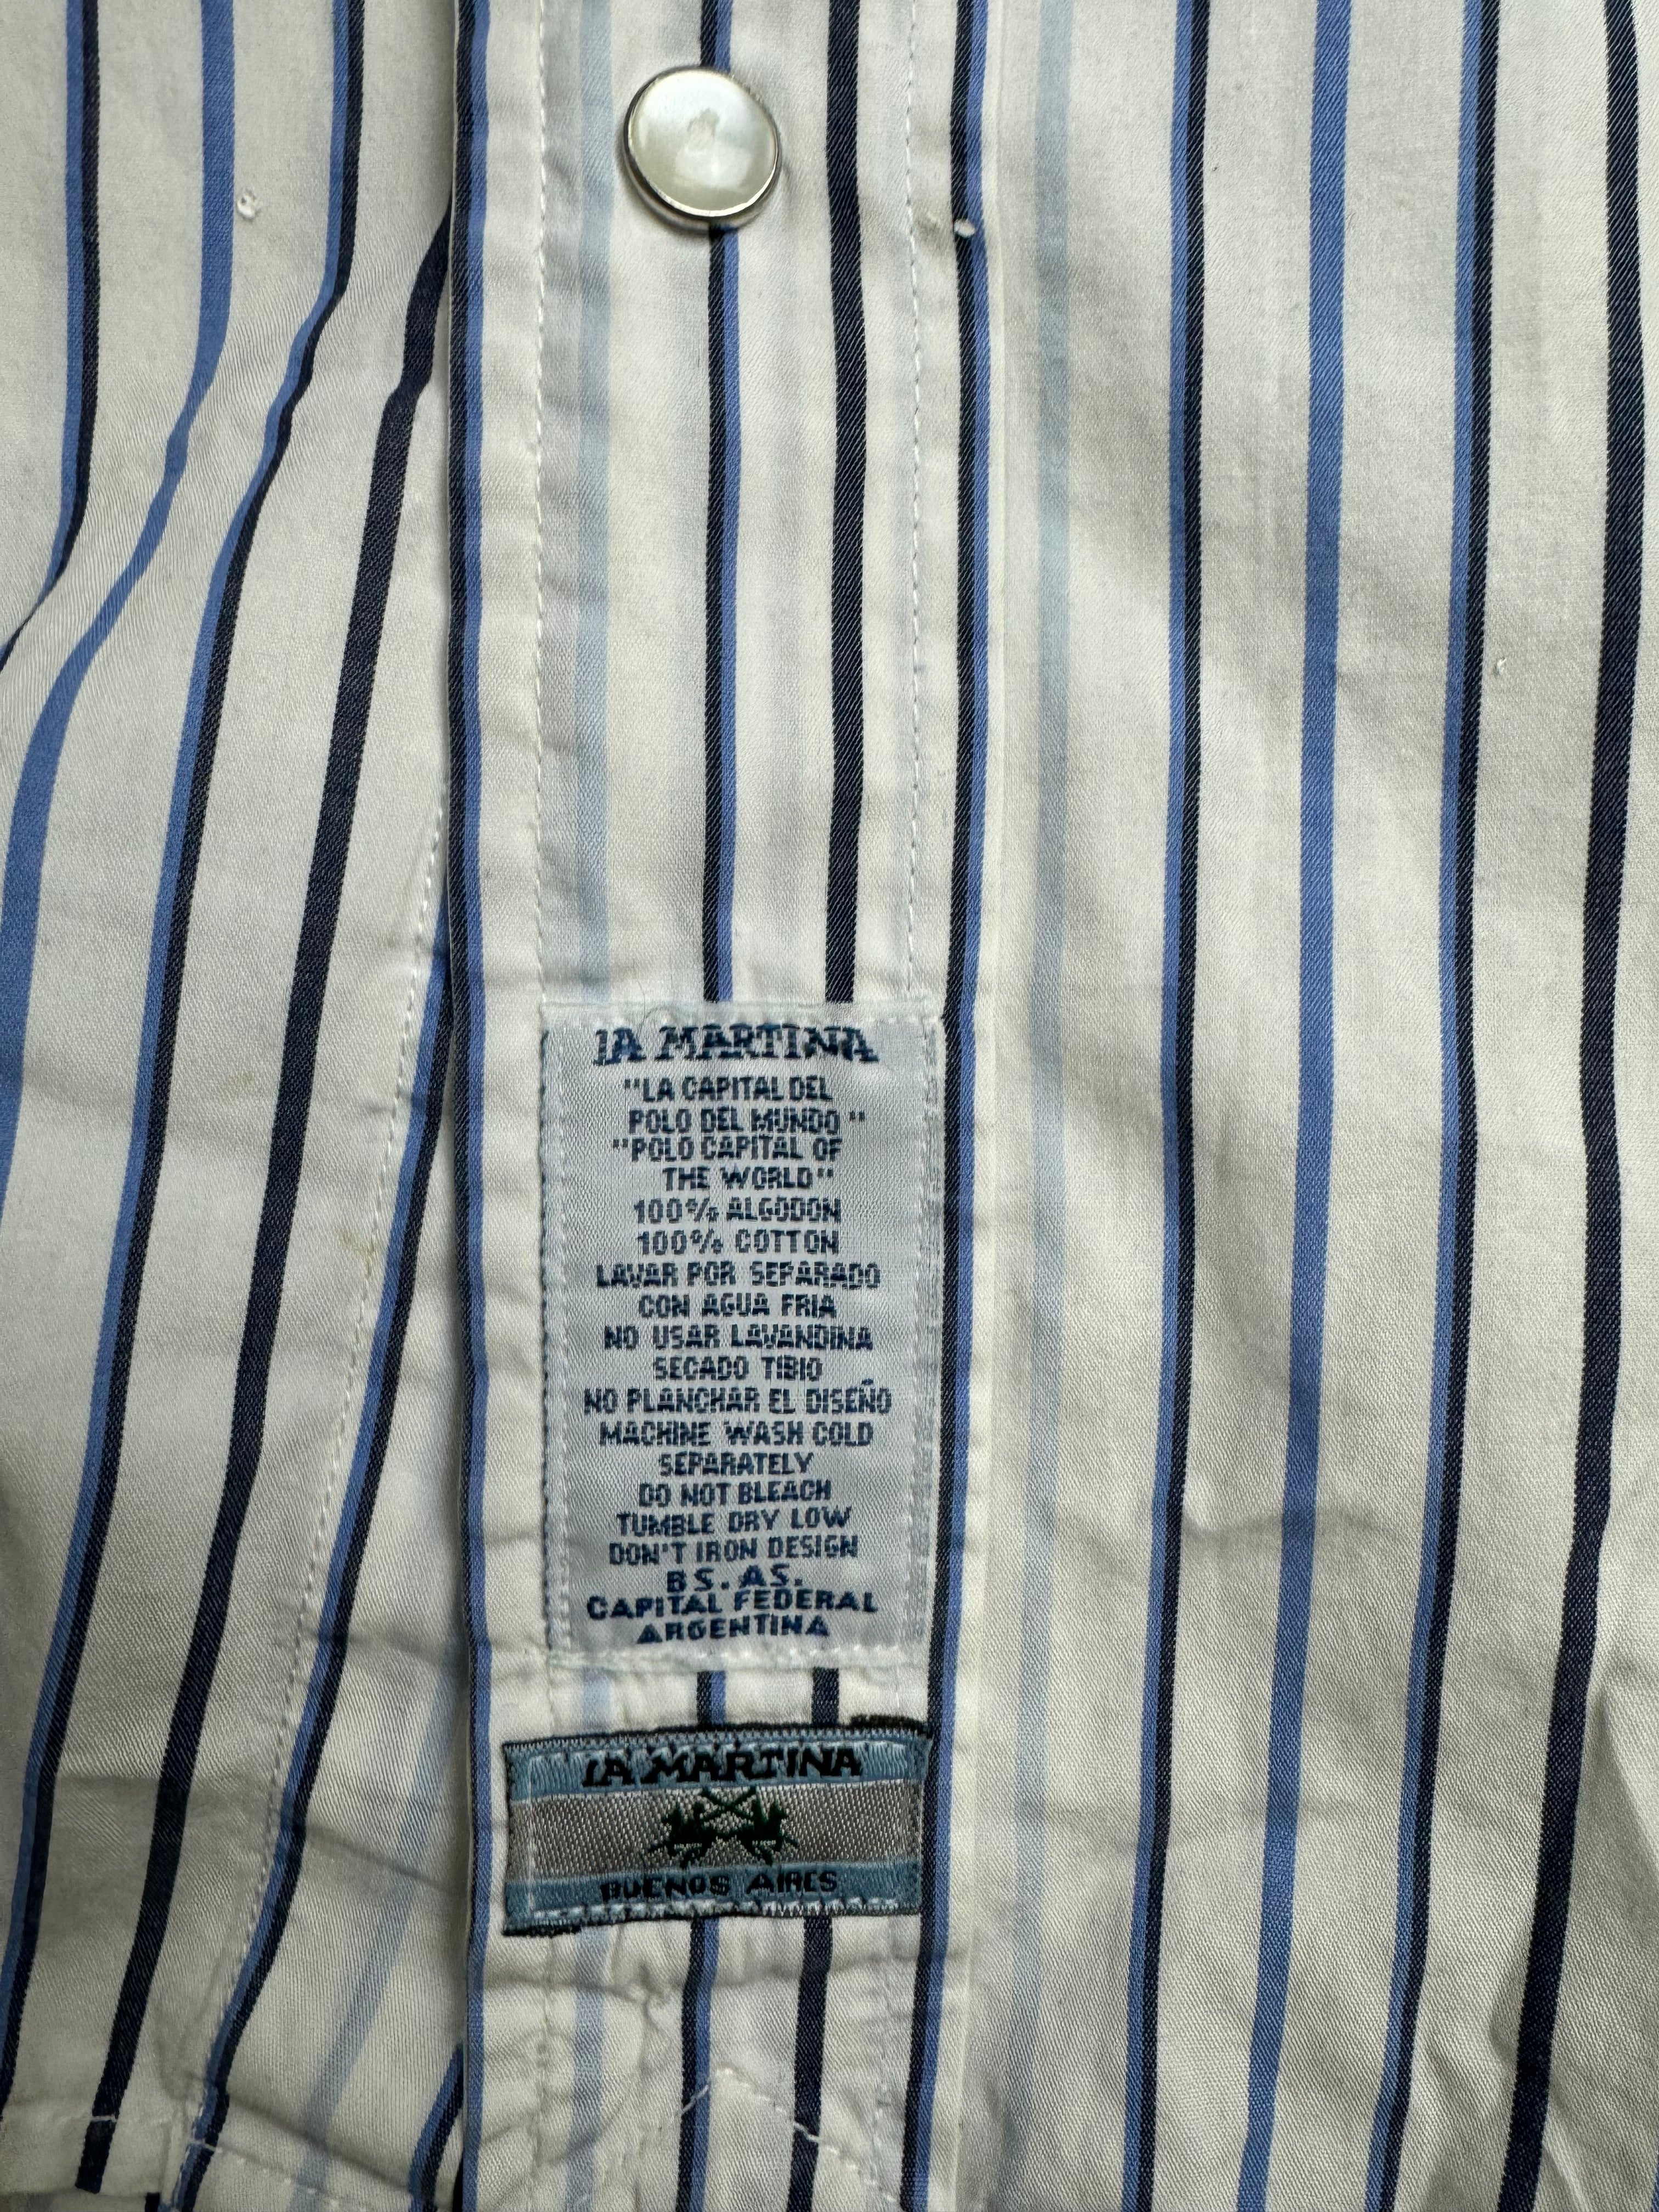 LA MARTINA
"LA CAPITAL DEL
POLO DEL MUNDO"
"POLO CAPITAL OF
THE WORLD"
100% ALGODON
100% COTTON
LAVAR POR SEPARADO
CON AGUA FRIA
NO USAR LAVANDINA
SECADO TIBIO
NO PLANCHAR EL DISEÑO
MACHINE WASH COLD
SEPARATELY
DO NOT BLEACH
TUMBLE DRY LOW
DON'T IRON DESIGN
BS. AS.
CAPITAL FEDERAL
ARGENTINA
LA MARTINA
BUENOS AIRES